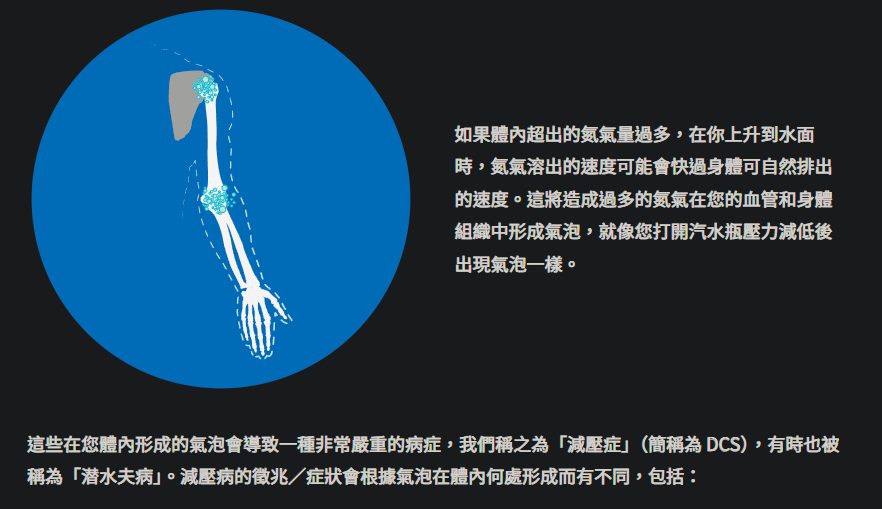 如果體內超出的氮氣量過多，在你上升到水面
時，氮氣溶出的速度可能會快過身體可自然排出
的速度。這將造成過多的氮氣在您的血管和身體
組織中形成氣泡，就像您打開汽水瓶壓力減低後
出現氣泡一樣。
這些在您體內形成的氣泡會導致一種非常嚴重的病症，我們稱之為「減壓症」（簡稱為 DCS），有時也被
稱為「潛水夫病」。減壓病的徵兆／症狀會根據氣泡在體內何處形成而有不同，包括：